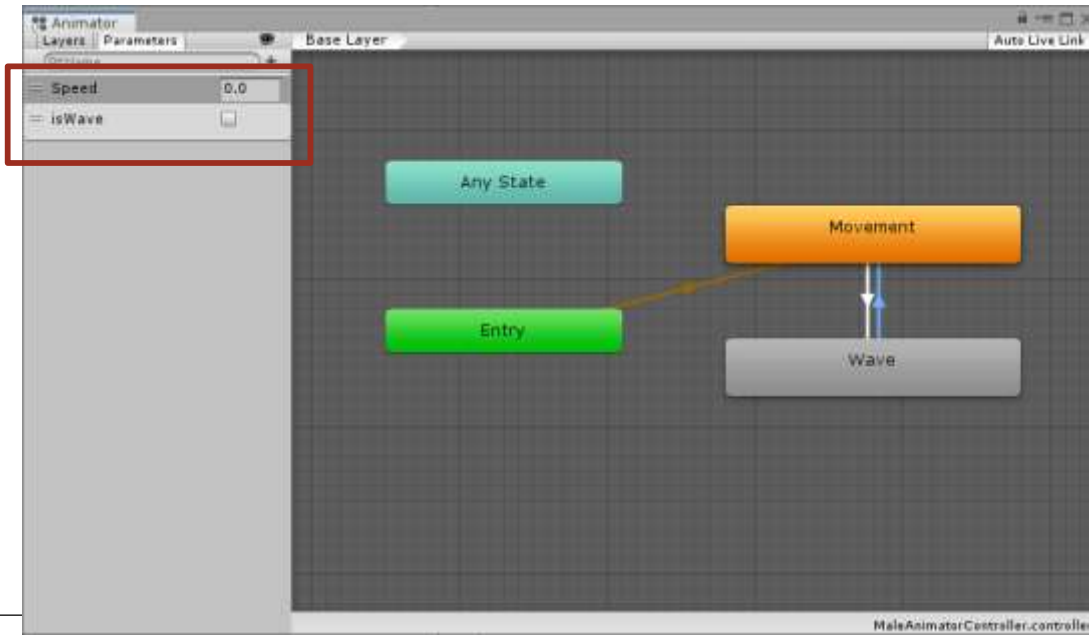 Animator
Layers Parameters
Base Layer
Auto Live Link
Name
Speed 0.0
isWave
Any State
Movement
Entry
Wave
MaleAnimatorController.controlle